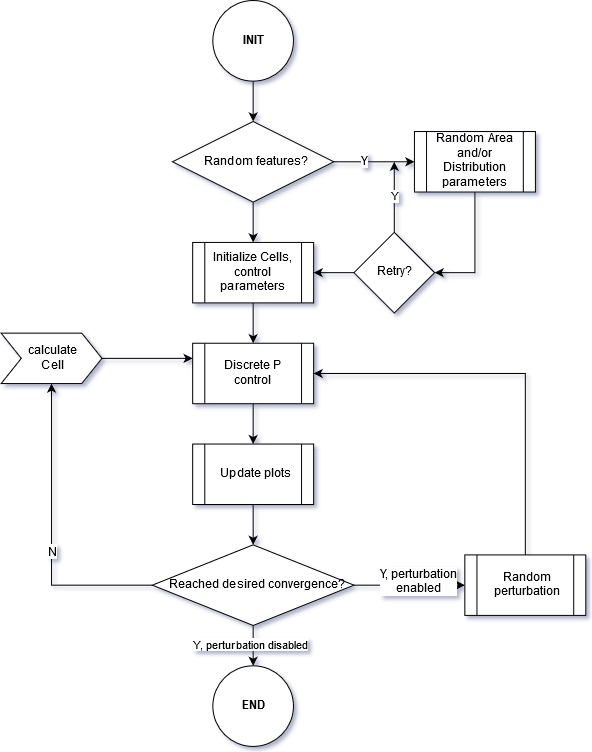 INIT
Random features?
Y
Random Area
and/or
Distribution
parameters
Y
Retry?
Initialize Cells,
control
parameters
calculate
Cell
Discrete P
control
Update plots
N
Reached desired convergence?
Y, perturbation
enabled
Random
perturbation
Y, perturbation disabled
END